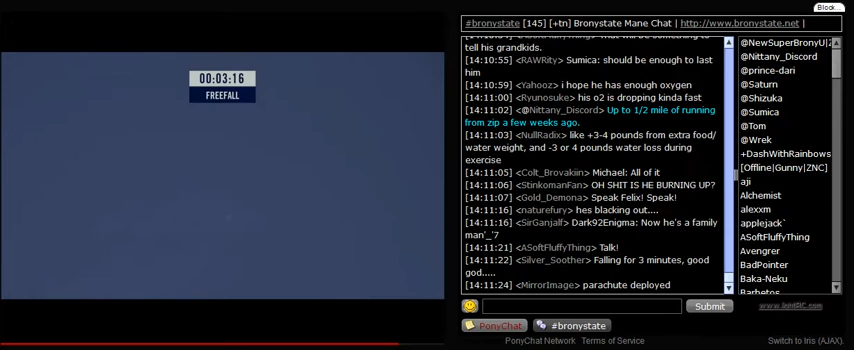 Block...
#bronystate [145] [+tn] Bronystate Mane Chat | http://www.bronystate.net |
tell his grandkids.
[14:10:55] <RAWRity> Sumica: should be enough to last
him
[14:10:59] <Yahooz> i hope he has enough oxygen
[14:11:00] <Ryunosuke> his o2 is dropping kinda fast
[14:11:02] <@Nittany_Discord> Up to 1/2 mile of running
from zip a few weeks ago.
[14:11:03] <NullRadix> like +3-4 pounds from extra food/
water weight, and -3 or 4 pounds water loss during
exercise
[14:11:05] <Colt_Brovakiin> Michael: All of it
[14:11:06] <StinkomanFan> OH SHIT IS HE BURNING UP?
[14:11:07] <Gold_Demona> Speak Felix! Speak!
[14:11:16] <naturefury> hes blacking out....
[14:11:16] <SirGanjalf> Dark92Enigma: Now he's a family
man'_'7
[14:11:21] <ASoftFluffyThing> Talk!
[14:11:22] <Silver_Soother> Falling for 3 minutes, good
god.....
[14:11:24] <MirrorImage> parachute deployed
@NewSuperBronyU|2
@Nittany_Discord
@prince-dari
@Saturn
@Shizuka
@Sumica
@Tom
@Wrek
+DashWithRainbows
[Offline|Gunny|ZNC]
aji
Alchemist
alexxm
applejack`
ASoftFluffyThing
Avengrer
BadPointer
Baka-Neku
Barbetos
00:03:16
FREEFALL
Submit
PonyChat
#bronystate
PonyChat Network Terms of Service
Switch to Iris (AJAX).